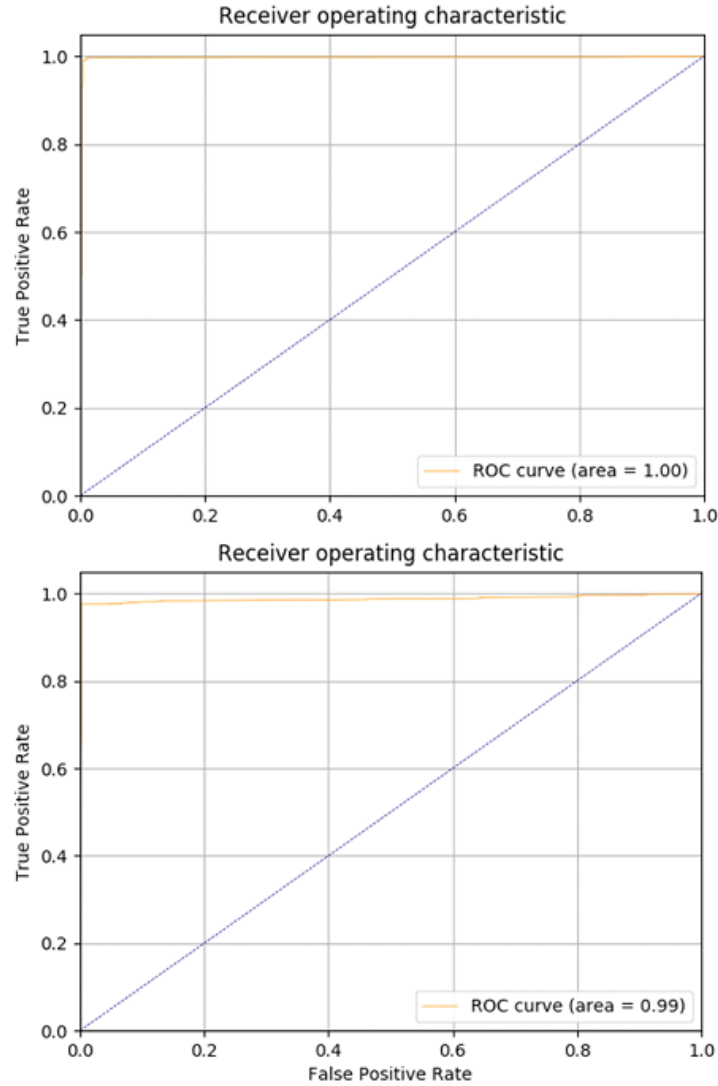 Receiver operating characteristic
1.0
0.8
0.6
0.4
0.2
0.0
True Positive Rate
ROC curve (area = 1.00)
0.0 0.2 0.4 0.6 0.8 1.0
Receiver operating characteristic
1.0
0.8
0.6
0.4
0.2
0.0
True Positive Rate
ROC curve (area = 0.99)
0.0 0.2 0.4 0.6 0.8 1.0
False Positive Rate